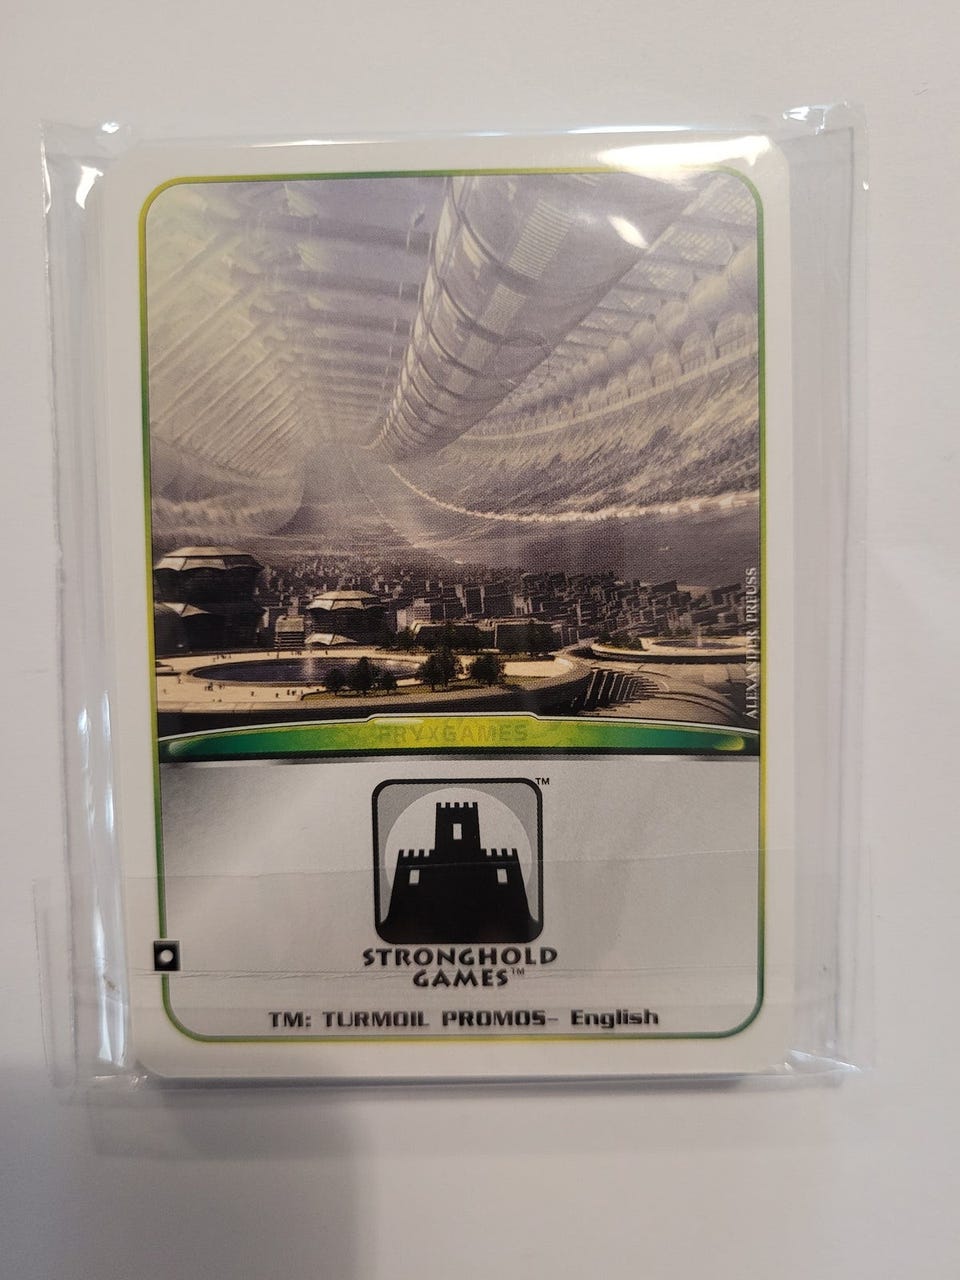 ALEXANDER PREUSS
FRYXGAMES
TM
STRONGHOLD
GAMES™
TM: TURMOIL PROMOS- English